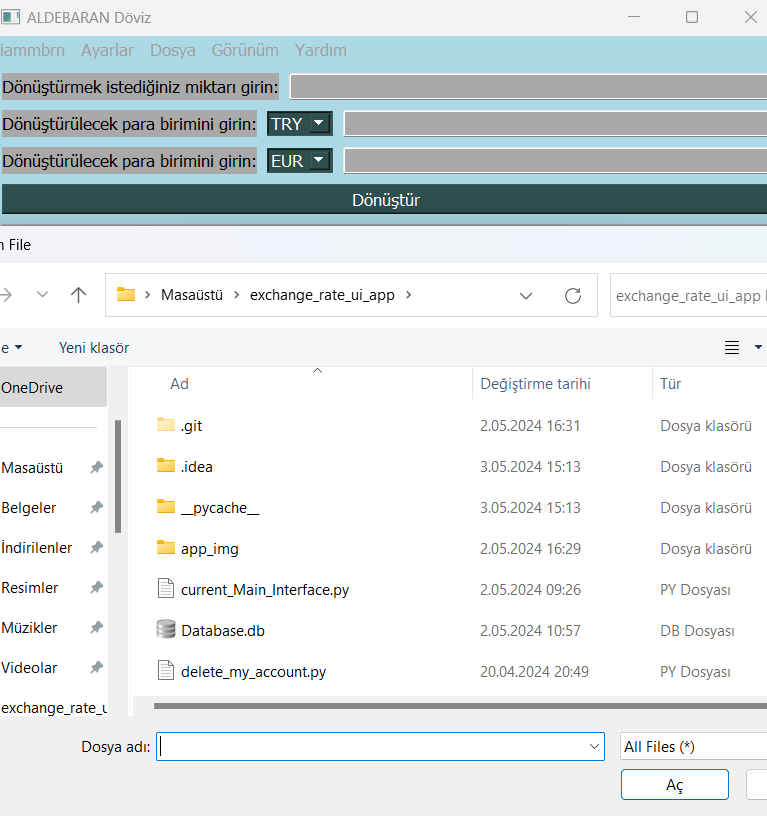 ALDEBARAN Döviz
iammbrn Ayarlar Dosya Görünüm Yardım
Dönüştürmek istediğiniz miktarı girin:
Dönüştürülecek para birimini girin: TRY
Dönüştürülecek para birimini girin: EUR
Dönüştür
n File
Masaüstü exchange_rate_ui_app exchange_rate_ui_app
e Yeni klasör
OneDrive Ad Değiştirme tarihi Tür
.git 2.05.2024 16:31 Dosya klasörü
Masaüstü .idea 3.05.2024 15:13 Dosya klasörü
Belgeler __pycache__ 3.05.2024 15:13 Dosya klasörü
İndirilenler app_img 2.05.2024 16:29 Dosya klasörü
Resimler current_Main_Interface.py 2.05.2024 09:26 PY Dosyası
Müzikler Database.db 2.05.2024 10:57 DB Dosyası
Videolar delete_my_account.py 20.04.2024 20:49 PY Dosyası
exchange_rate_u
Dosya adı: All Files (*)
Aç